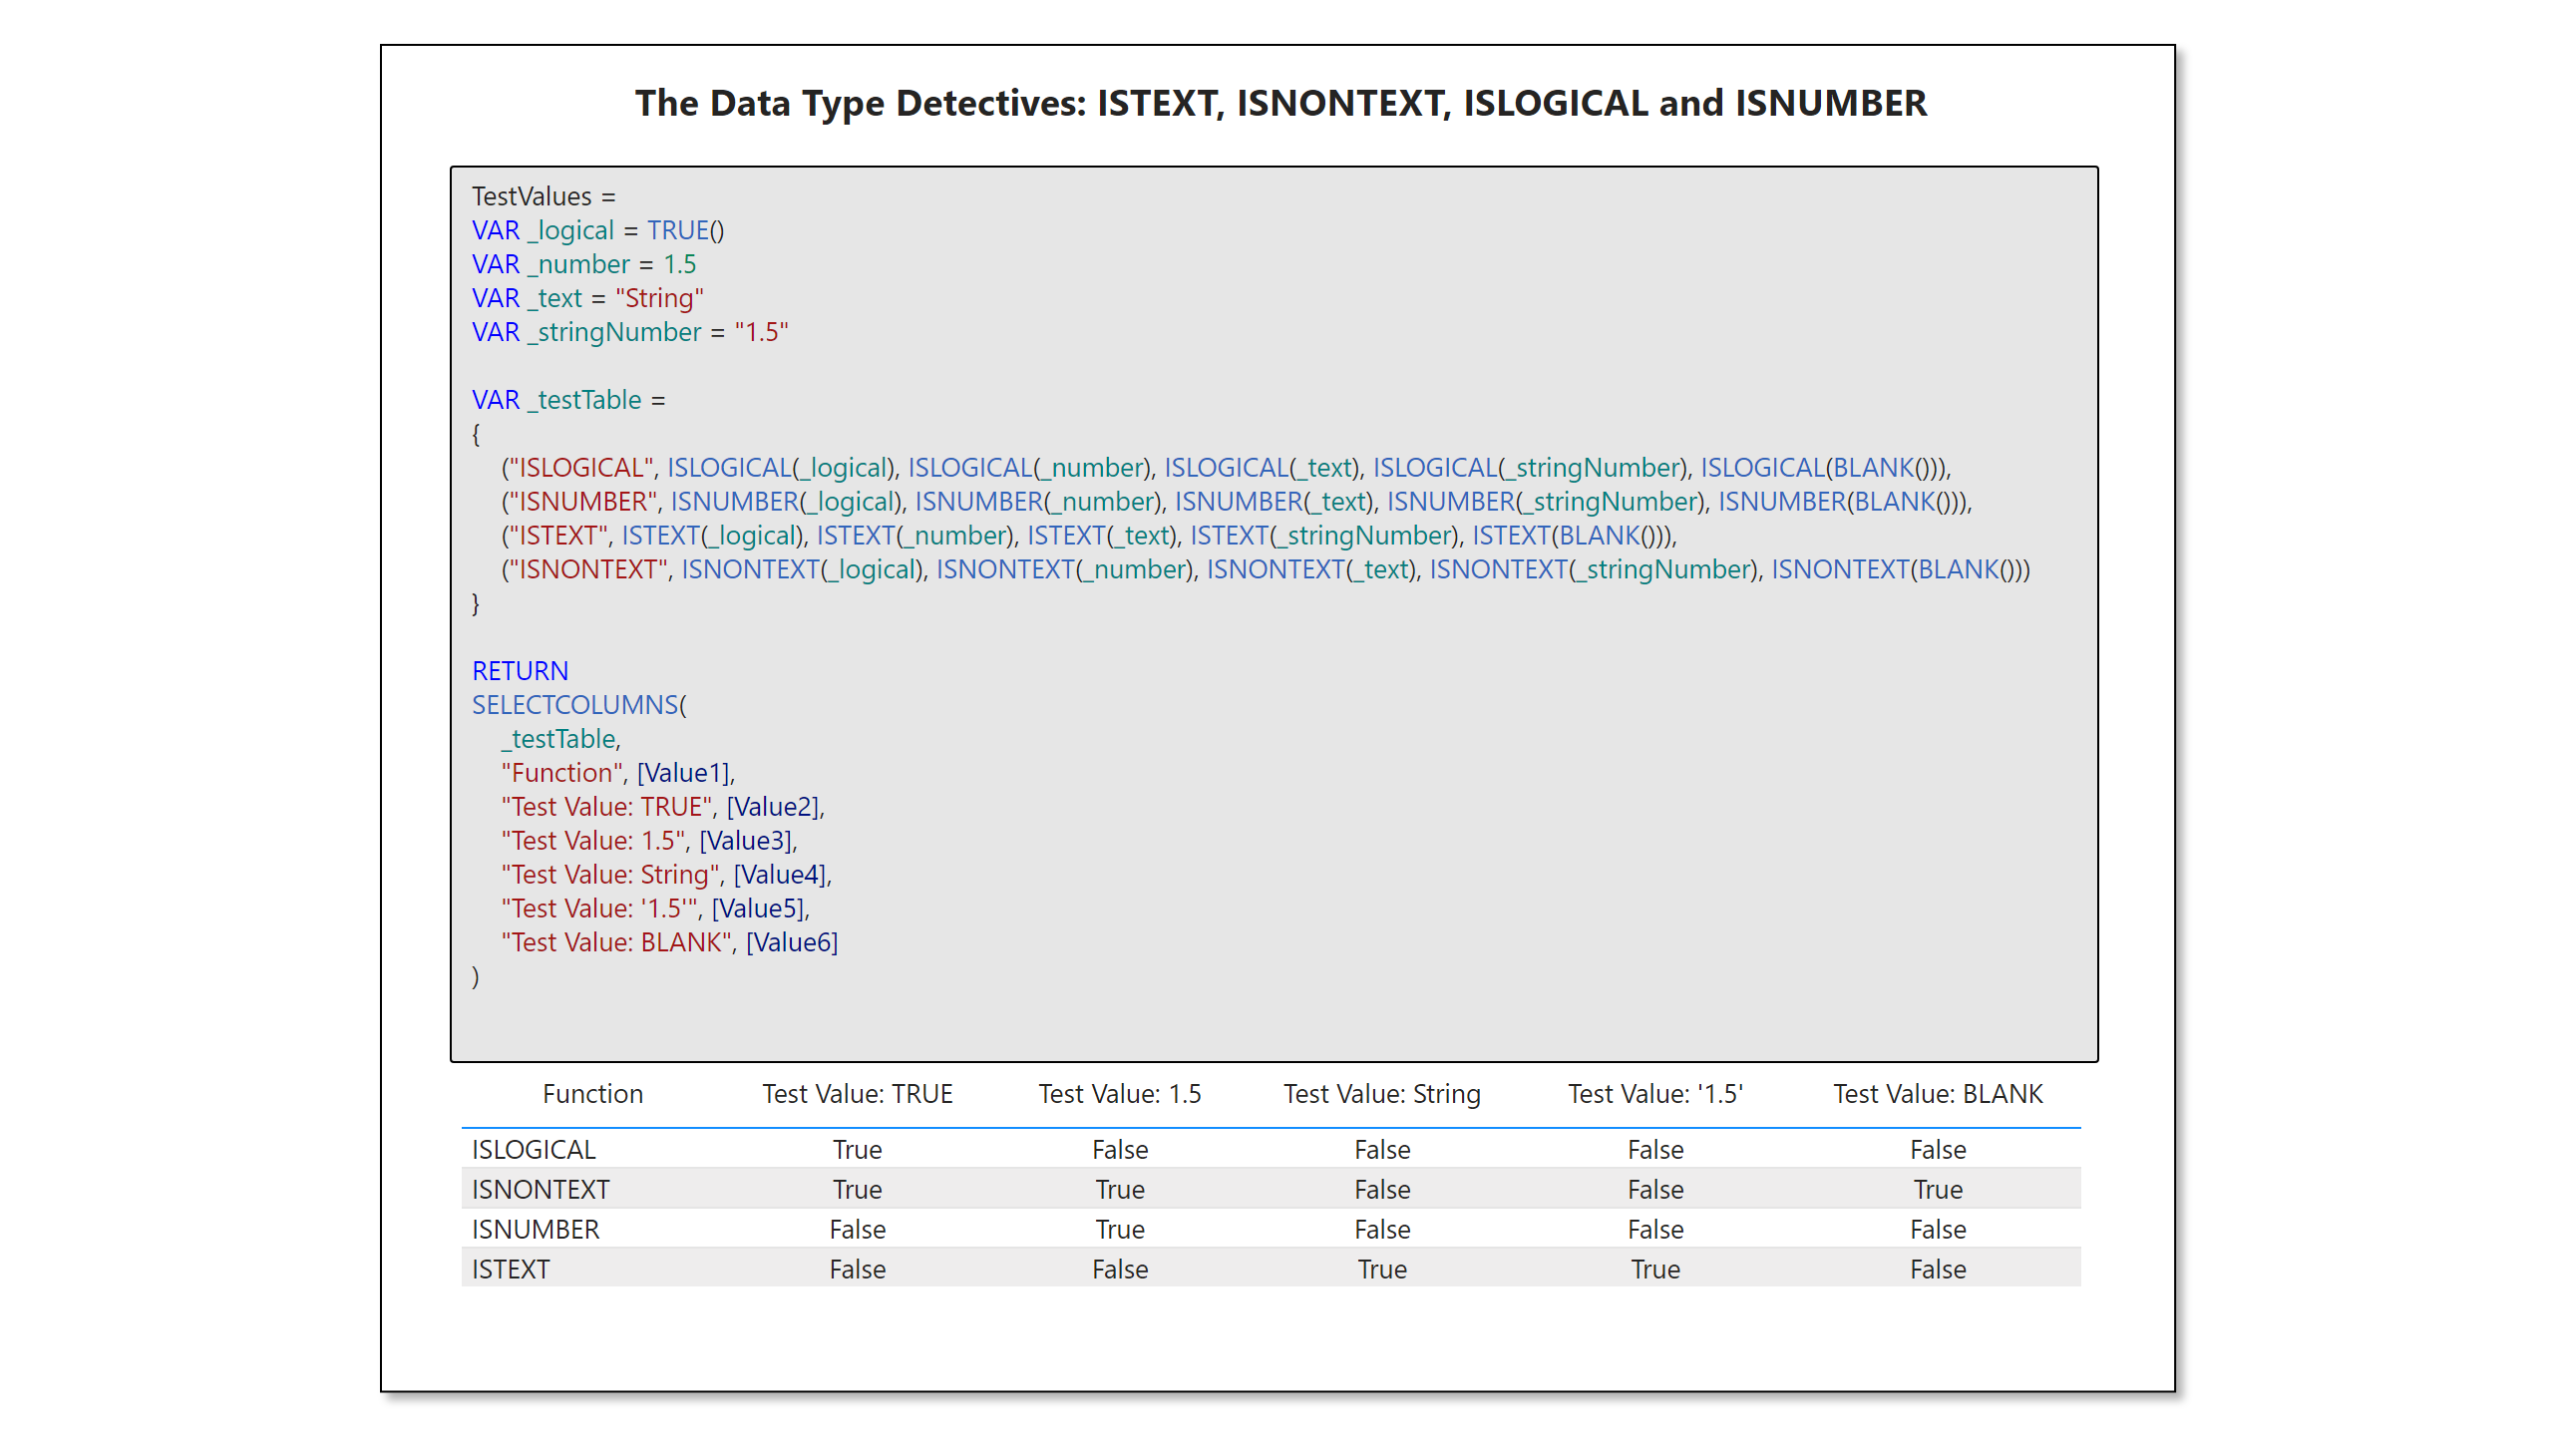 The Data Type Detectives: ISTEXT, ISNONTEXT, ISLOGICAL and ISNUMBER
TestValues =
VAR _logical = TRUE()
VAR _number = 1.5
VAR _text = "String"
VAR _stringNumber = "1.5"
VAR _testTable =
{
("ISLOGICAL", ISLOGICAL(_logical), ISLOGICAL(_number), ISLOGICAL(_text), ISLOGICAL(_stringNumber), ISLOGICAL(BLANK())),
("ISNUMBER", ISNUMBER(_logical), ISNUMBER(_number), ISNUMBER(_text), ISNUMBER(_stringNumber), ISNUMBER(BLANK())),
("ISTEXT", ISTEXT(_logical), ISTEXT(_number), ISTEXT(_text), ISTEXT(_stringNumber), ISTEXT(BLANK())),
("ISNONTEXT", ISNONTEXT(_logical), ISNONTEXT(_number), ISNONTEXT(_text), ISNONTEXT(_stringNumber), ISNONTEXT(BLANK()))
}
RETURN
SELECTCOLUMNS(
_testTable,
"Function", [Value1],
"Test Value: TRUE", [Value2],
"Test Value: 1.5", [Value3],
"Test Value: String", [Value4],
"Test Value: '1.5'", [Value5],
"Test Value: BLANK", [Value6]
)
Function Test Value: TRUE Test Value: 1.5 Test Value: String Test Value: '1.5' Test Value: BLANK
ISLOGICAL True False False False False
ISNONTEXT True True False False True
ISNUMBER False True False False False
ISTEXT False False True True False